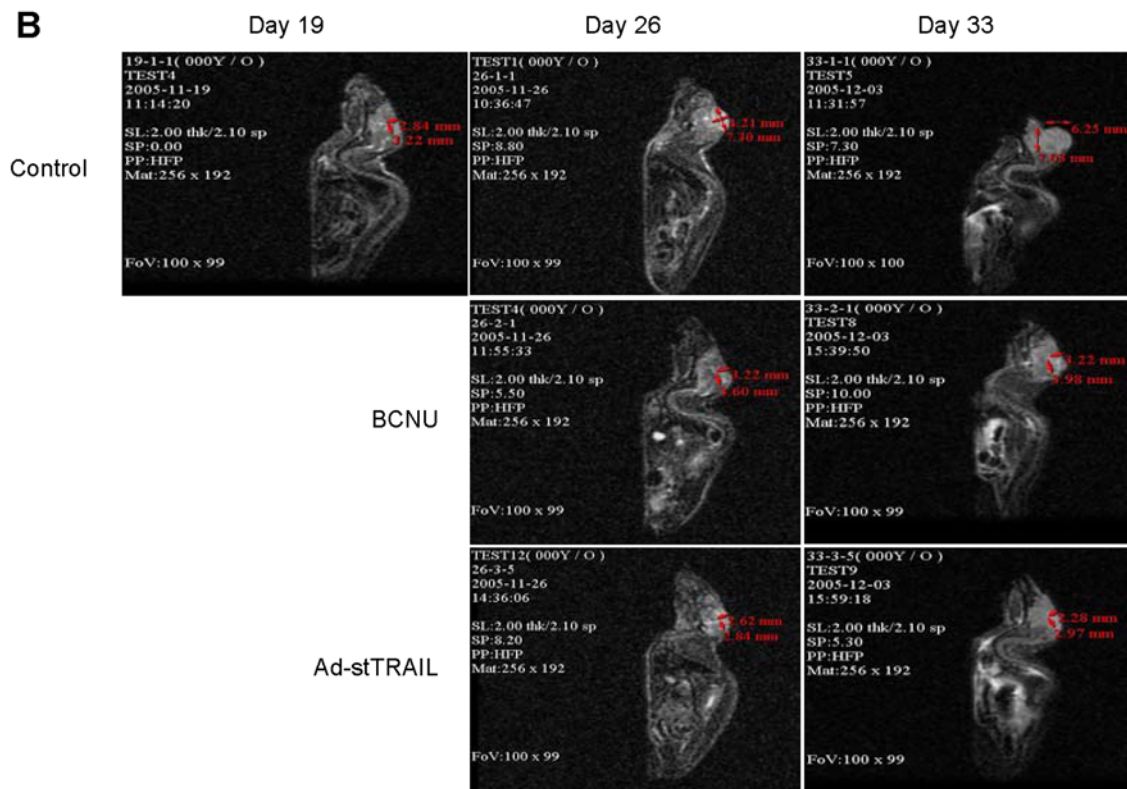 B
Day 19
Day 26
Day 33
Control
BCNU
Ad-stTRAIL
19-1-1( 000Y / O )
TEST4
2005-11-19
11:14:20
SL:2.00 thk/2.10 sp
SP:0.00
PP:HFP
Mat:256 x 192
FoV:100 x 99
2.84 mm
3.22 mm
TEST1( 000Y / O )
26-1-1
2005-11-26
10:36:47
SL:2.00 thk/2.10 sp
SP:8.80
PP:HFP
Mat:256 x 192
FoV:100 x 99
mm
7.30 mm
33-1-1( 000Y / O )
TEST5
2005-12-03
11:31:57
SL:2.00 thk/2.10 sp
SP:7.30
PP:HFP
Mat:256 x 192
FoV:100 x 100
6.25 mm
mm
TEST4( 000Y / O )
26-2-1
2005-11-26
11:55:33
SL:2.00 thk/2.10 sp
SP:5.50
PP:HFP
Mat:256 x 192
FoV:100 x 99
3.22 mm
mm
33-2-1( 000Y / O )
TEST8
2005-12-03
15:39:50
SL:2.00 thk/2.10 sp
SP:10.00
PP:HFP
Mat:256 x 192
FoV:100 x 99
3.22 mm
mm
TEST12( 000Y / O )
26-3-5
2005-11-26
14:36:06
SL:2.00 thk/2.10 sp
SP:8.20
PP:HFP
Mat:256 x 192
FoV:100 x 99
2.62 mm
2.84 mm
33-3-5( 000Y / O )
TEST9
2005-12-03
15:59:18
SL:2.00 thk/2.10 sp
SP:5.30
PP:HFP
Mat:256 x 192
FoV:100 x 99
2.28 mm
2.97 mm